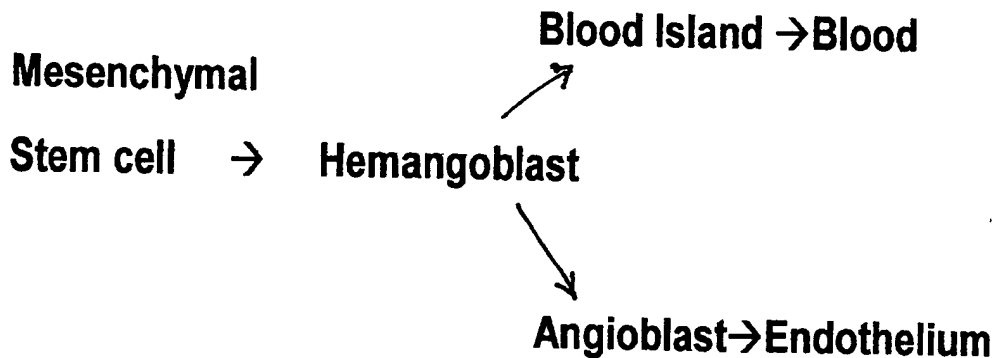 Blood Island →Blood
Mesenchymal
Stem cell → Hemangoblast
Angioblast→Endothelium